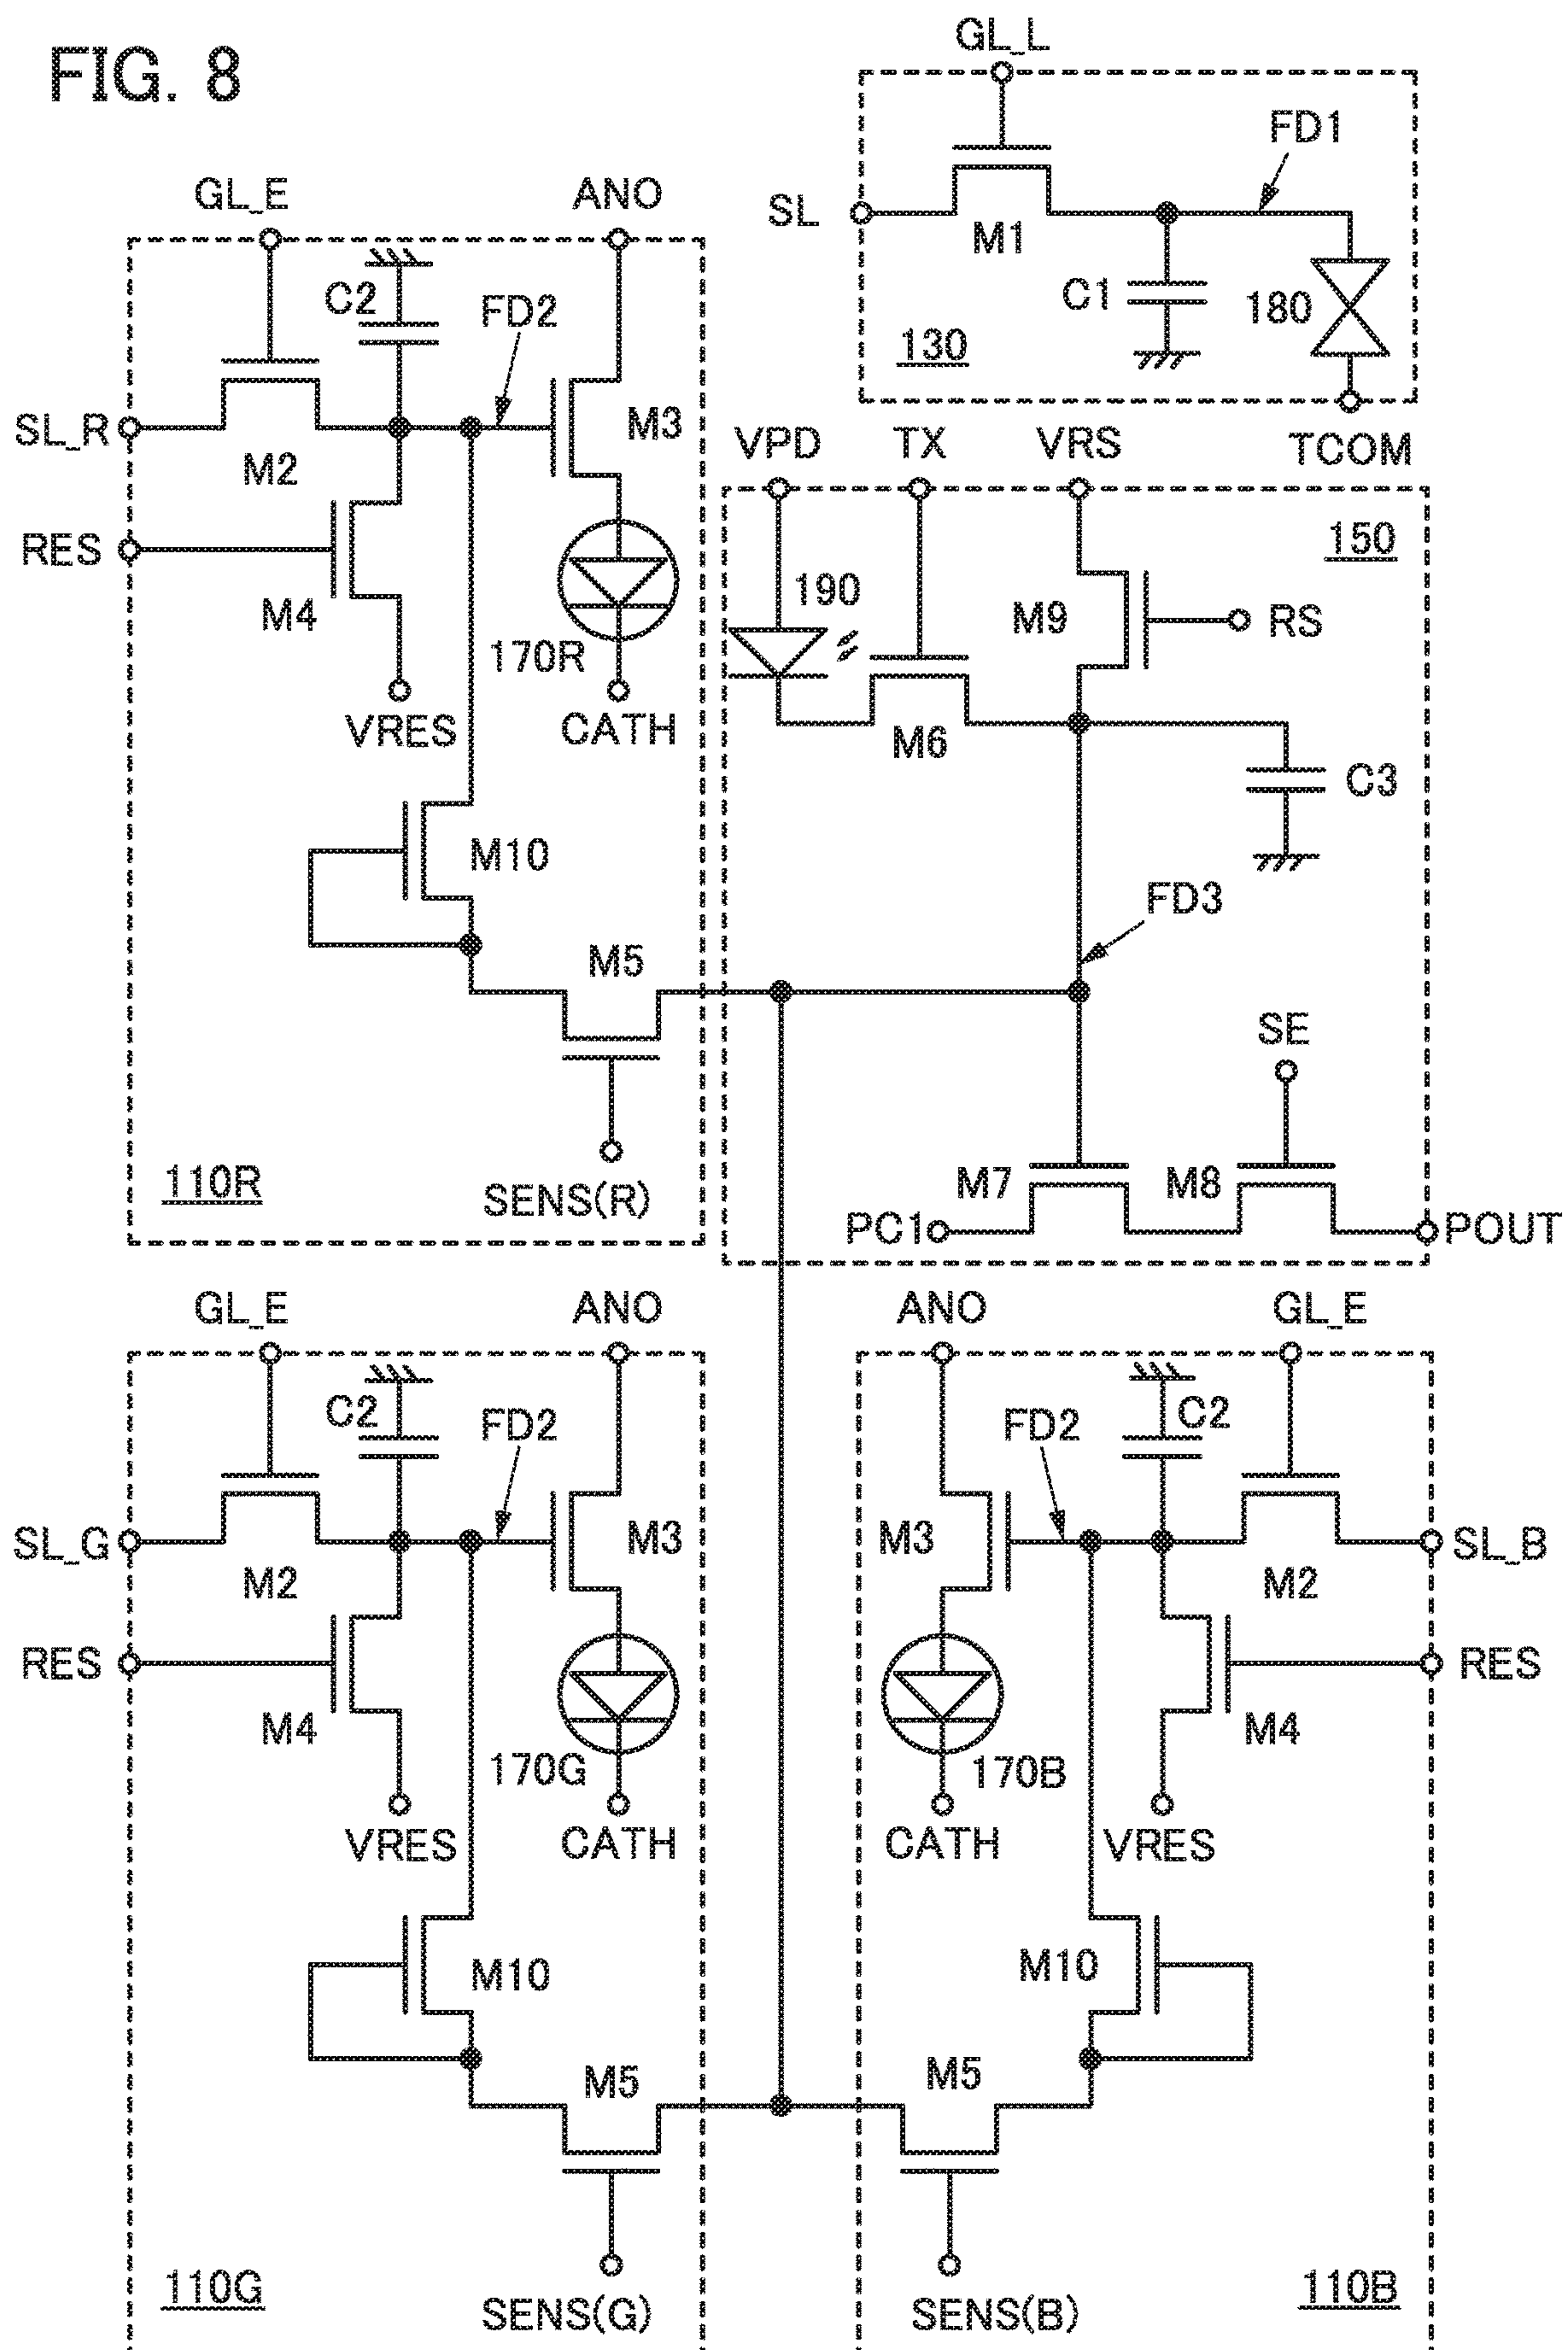 FIG. 8
GL_L
FD1
SL
M1
C1
180
130
TCOM
GL_E
ANO
C2
FD2
SL_R
M2
M3
RES
M4
170R
VRES
CATH
M10
M5
110R
SENS(R)
VPD
TX
VRS
150
190
M9
RS
M6
C3
FD3
SE
M7
M8
PC1
POUT
GL_E
ANO
C2
FD2
SL_G
M2
M3
RES
M4
170G
VRES
CATH
M10
M5
110G
SENS(G)
ANO
GL_E
FD2
C2
M3
SL_B
M2
RES
M4
170B
CATH
VRES
M10
M5
SENS(B)
110B